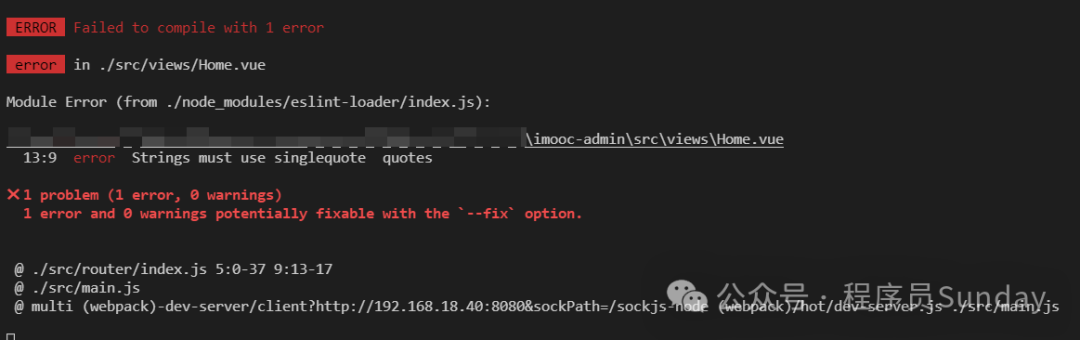 ERROR Failed to compile with 1 error
error in ./src/views/Home.vue
Module Error (from ./node_modules/eslint-loader/index.js):
\imooc-admin\src\views\Home.vue
13:9 error Strings must use singlequote quotes
✕1 problem (1 error, 0 warnings)
1 error and 0 warnings potentially fixable with the `--fix` option.
@ ./src/router/index.js 5:0-37 9:13-17
@ ./src/main.js
@ multi (webpack)-dev-server/client?http://192.168.18.40:8080&sockPath=/sockjs-node (webpack)/hot/dev-server.js ./src/main.js
公众号 · 程序员Sunday